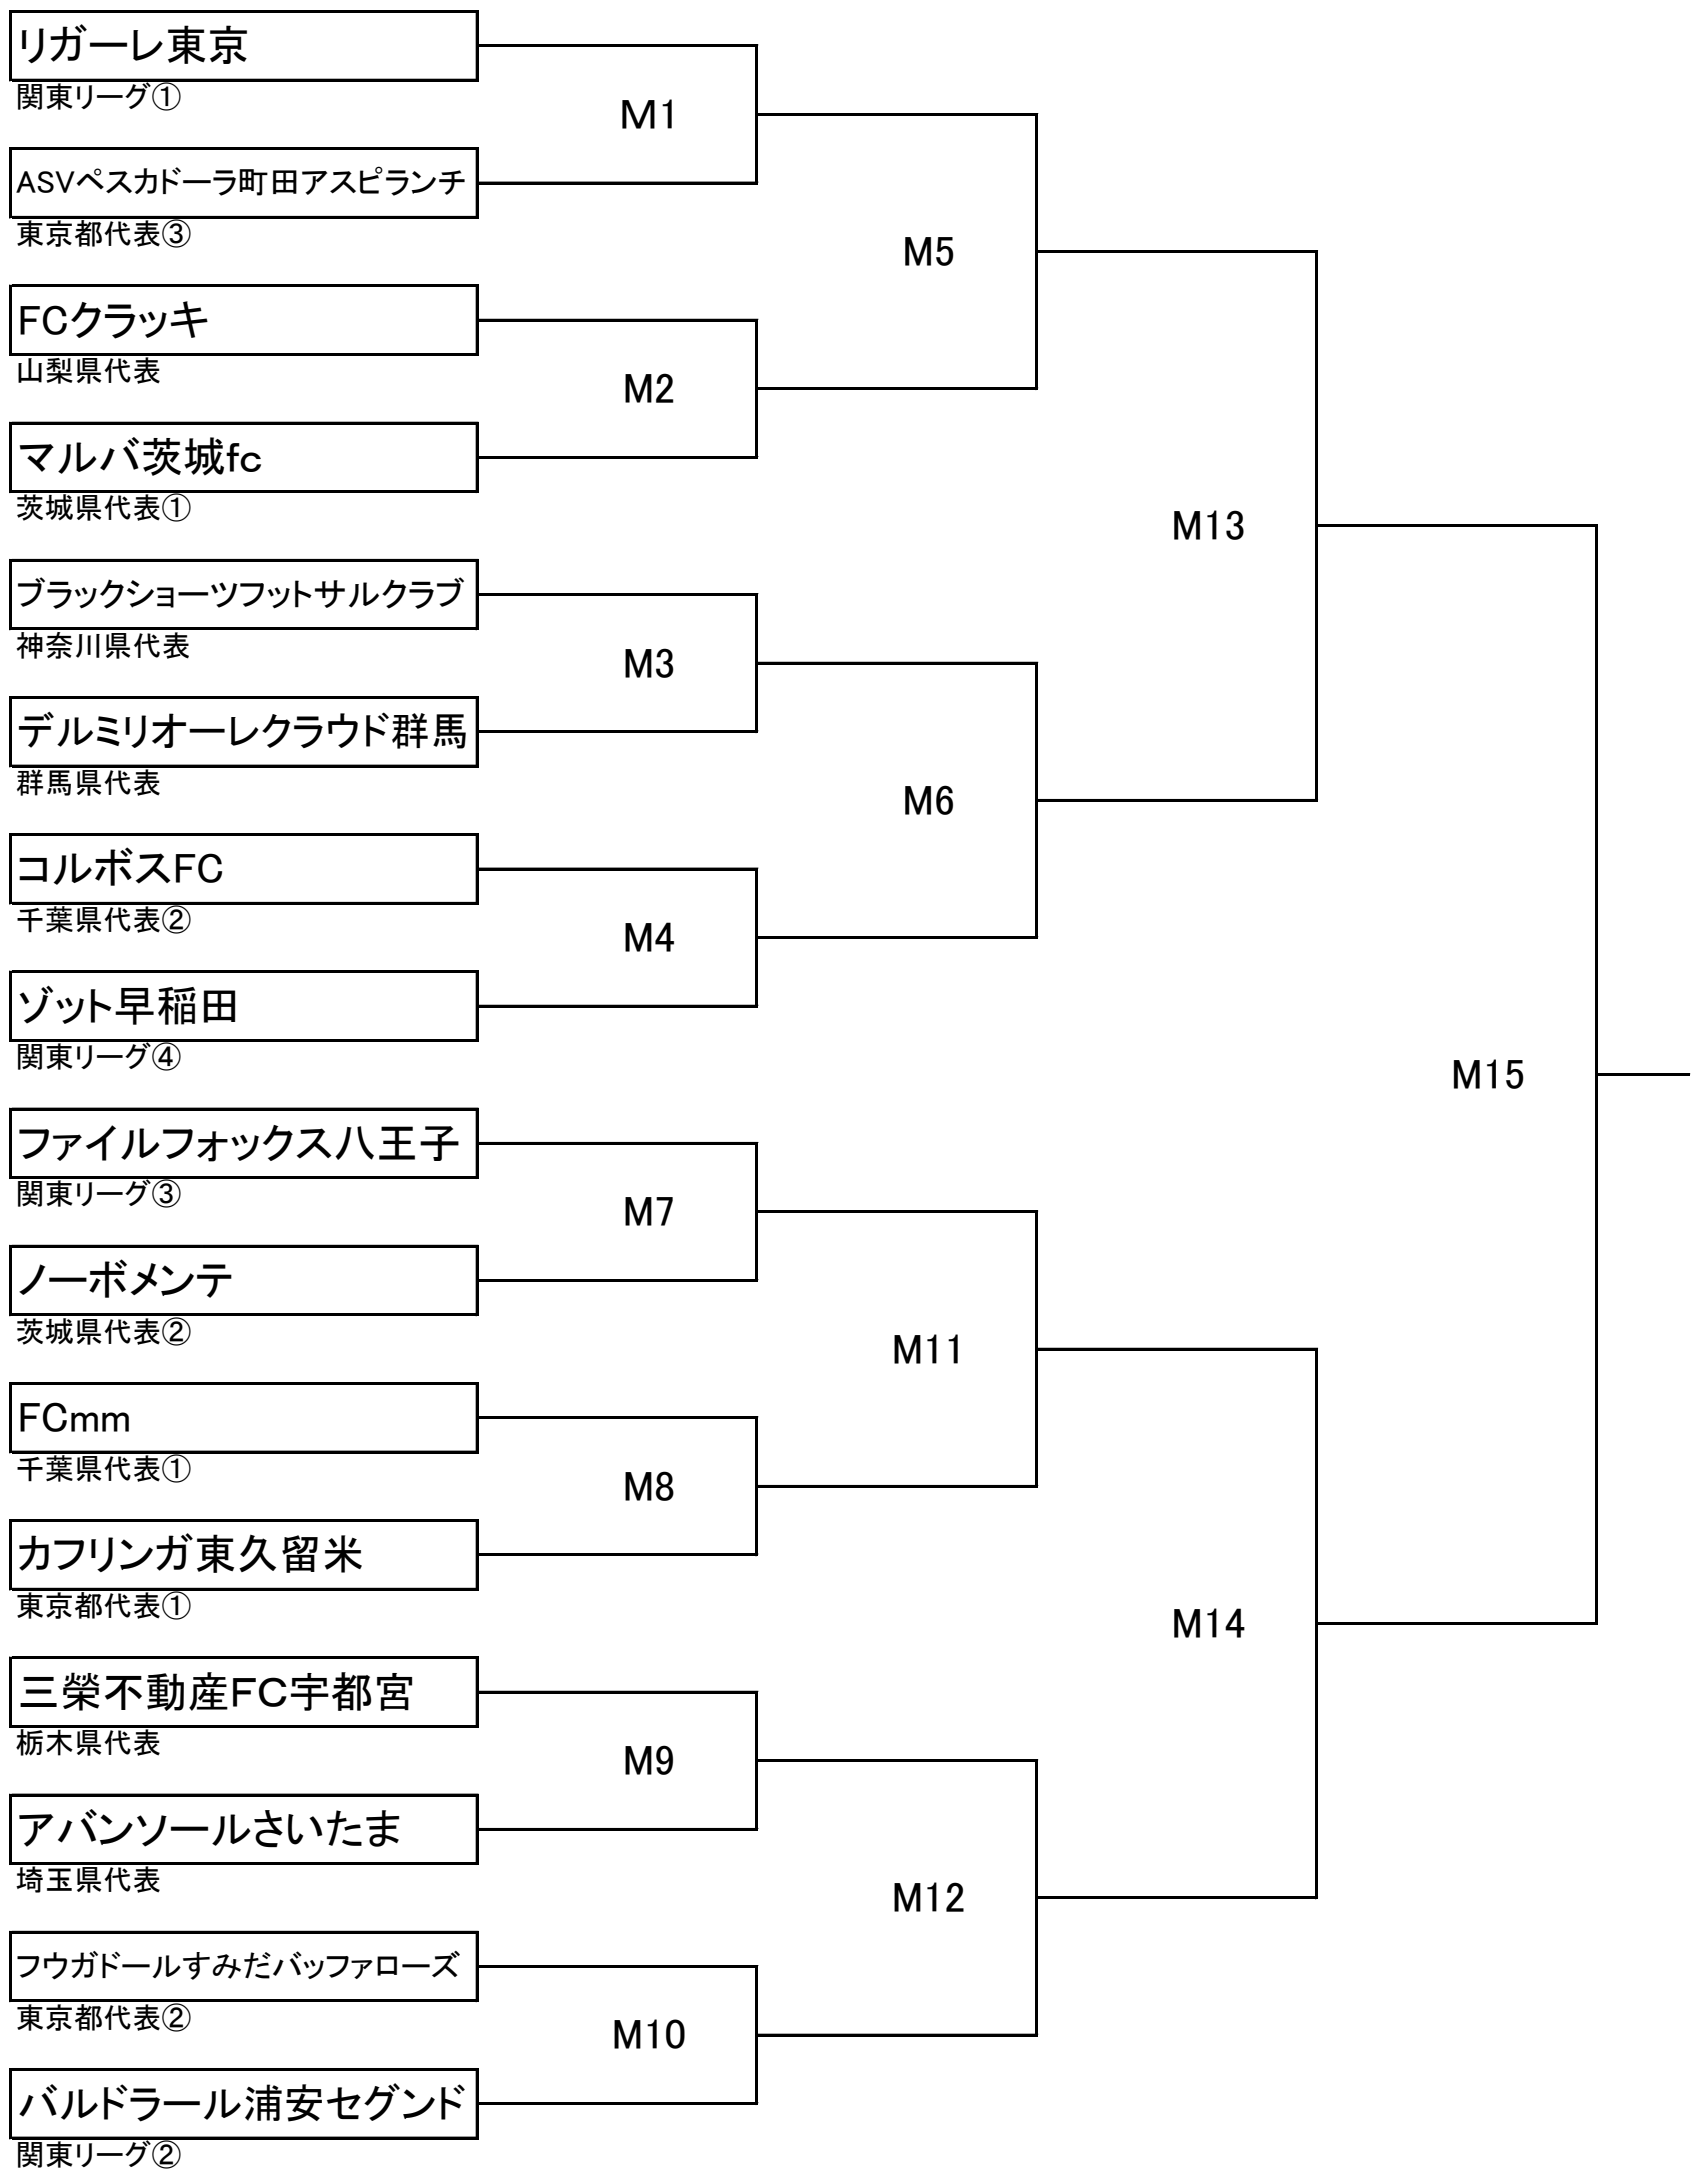 リガーレ東京
関東リーグ①
M1
ASVペスカドーラ町田アスピランチ
東京都代表③
M5
FCクラッキ
山梨県代表
M2
マルバ茨城fc
茨城県代表①
M13
ブラックショーツフットサルクラブ
神奈川県代表
M3
デルミリオーレクラウド群馬
群馬県代表
M6
コルボスFC
千葉県代表②
M4
ゾット早稲田
関東リーグ④
M15
ファイルフォックス八王子
関東リーグ③
M7
ノーボメンテ
茨城県代表②
M11
FCmm
千葉県代表①
M8
カフリンガ東久留米
東京都代表①
M14
三榮不動産FC宇都宮
栃木県代表
M9
アバンソールさいたま
埼玉県代表
M12
フウガドールすみだバッファローズ
東京都代表②
M10
バルドラール浦安セグンド
関東リーグ②